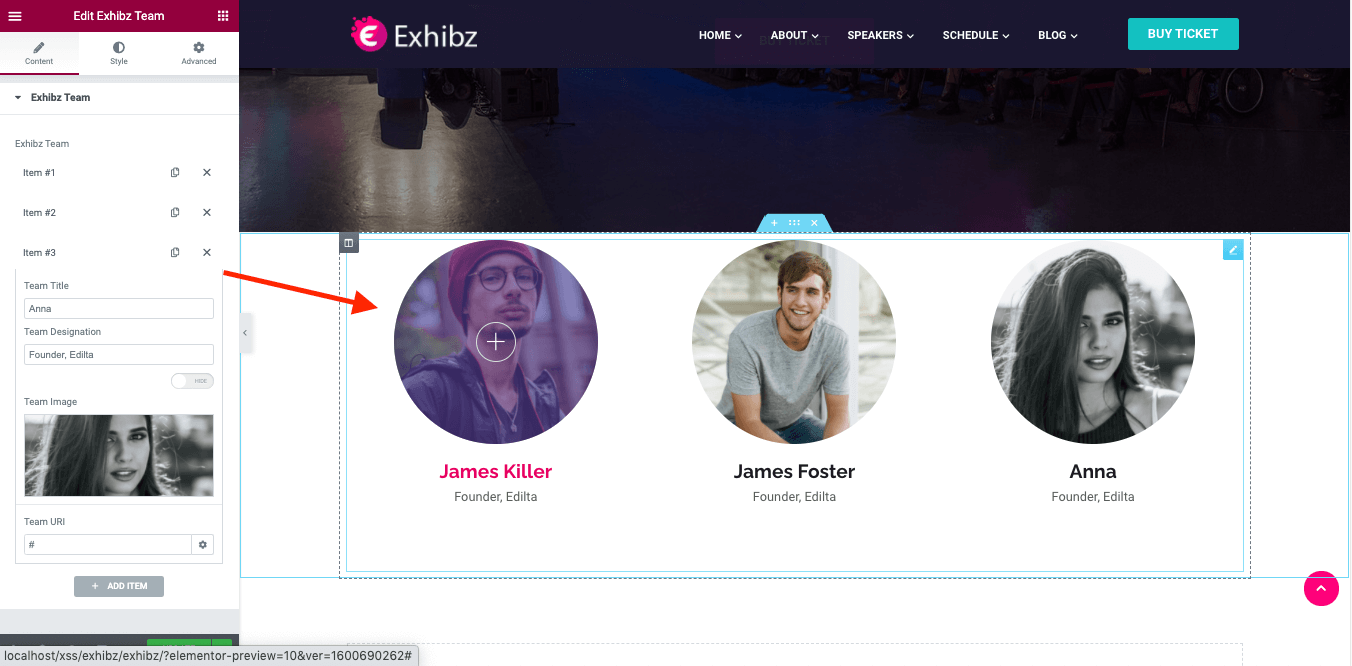 Edit Exhibz Team
Content
Style
Advanced
Exhibz Team
Exhibz Team
Item #1
Item #2
Item #3
Team Title
Anna
Team Designation
Founder, Edilta
HIDE
Team Image
Team URI
#
+ ADD ITEM
localhost/xss/exhibz/exhibz/?elementor-preview=10&ver=1600690262#
Exhibz
HOME
ABOUT
SPEAKERS
SCHEDULE
BLOG
BUY TICKET
BUY TICKET
James Killer
Founder, Edilta
James Foster
Founder, Edilta
Anna
Founder, Edilta